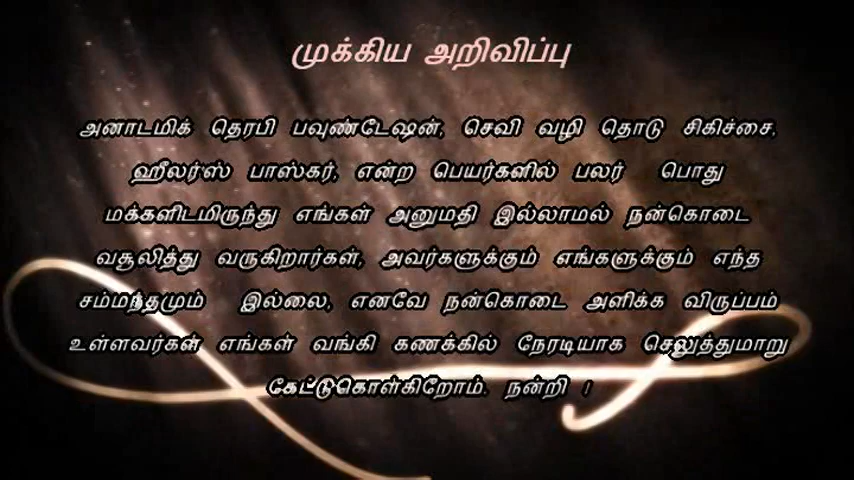 முக்கிய அறிவிப்பு
அனாடமிக் தெரபி பவுண்டேஷன், செவி வழி தொடு சிகிச்சை,
ஹீலர்ஸ் பாஸ்கர், என்ற பெயர்களில் பலர் பொது
மக்களிடமிருந்து எங்கள் அனுமதி இல்லாமல் நன்கொடை
வசூலித்து வருகிறார்கள், அவர்களுக்கும் எங்களுக்கும் எந்த
சம்மந்தமும் இல்லை, எனவே நன்கொடை அளிக்க விருப்பம்
உள்ளவர்கள் எங்கள் வங்கி கணக்கில் நேரடியாக செலுத்துமாறு
கேட்டுகொள்கிறோம். நன்றி !